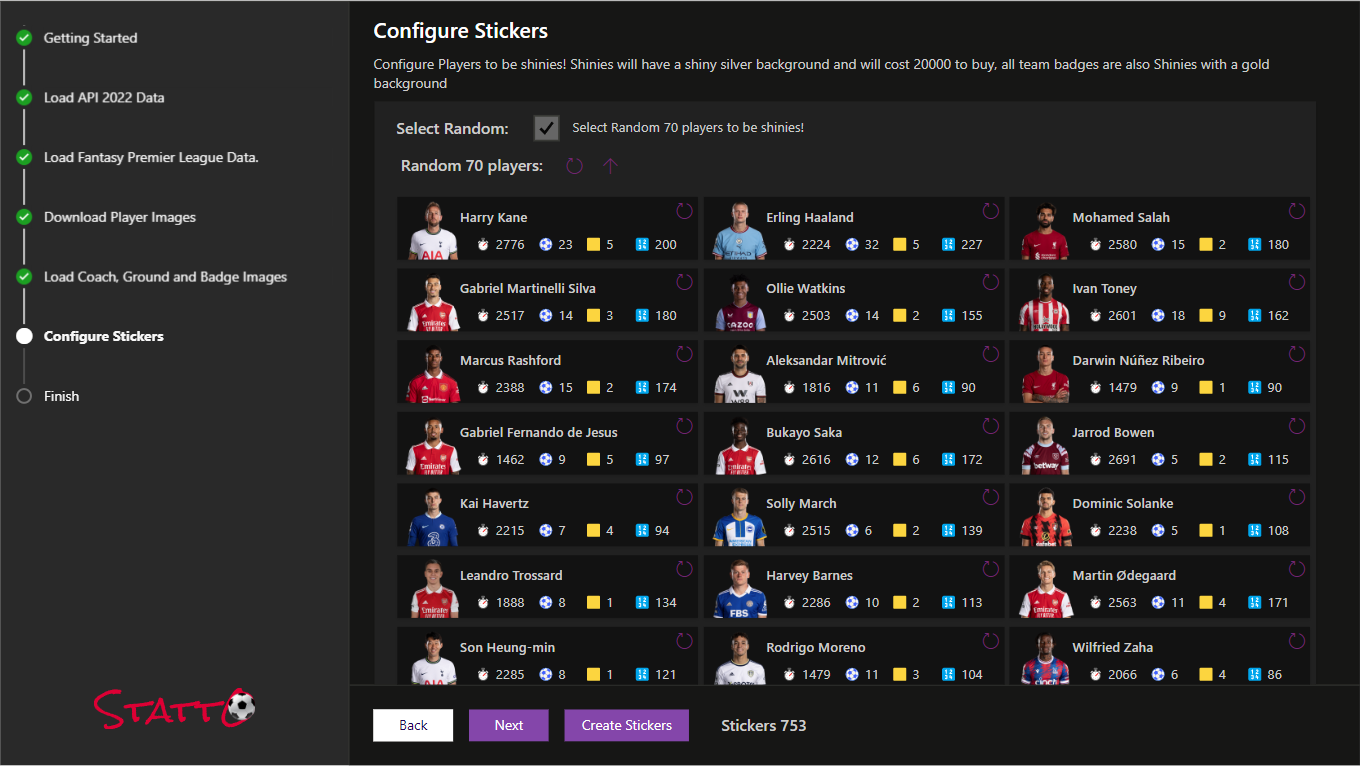 Getting Started
Load API 2022 Data
Load Fantasy Premier League Data.
Download Player Images
Load Coach, Ground and Badge Images
Configure Stickers
Finish
STATTO
Configure Stickers
Configure Players to be shinies! Shinies will have a shiny silver background and will cost 20000 to buy, all team badges are also Shinies with a gold
background
Select Random: Select Random 70 players to be shinies!
Random 70 players:
Harry Kane Erling Haaland Mohamed Salah
2776 23 5 200 2224 32 5 227 2580 15 2 180
Gabriel Martinelli Silva Ollie Watkins Ivan Toney
2517 14 3 180 2503 14 2 155 2601 18 9 162
Marcus Rashford Aleksandar Mitrović Darwin Núñez Ribeiro
2388 15 2 174 1816 11 6 90 1479 9 1 90
Gabriel Fernando de Jesus Bukayo Saka Jarrod Bowen
1462 9 5 97 2616 12 6 172 2691 5 2 115
Kai Havertz Solly March Dominic Solanke
2215 7 4 94 2515 6 2 139 2238 5 1 108
Leandro Trossard Harvey Barnes Martin Ødegaard
1888 8 1 134 2286 10 2 113 2563 11 4 171
Son Heung-min Rodrigo Moreno Wilfried Zaha
2285 8 1 121 1479 11 3 104 2066 6 4 86
Back Next Create Stickers Stickers 753